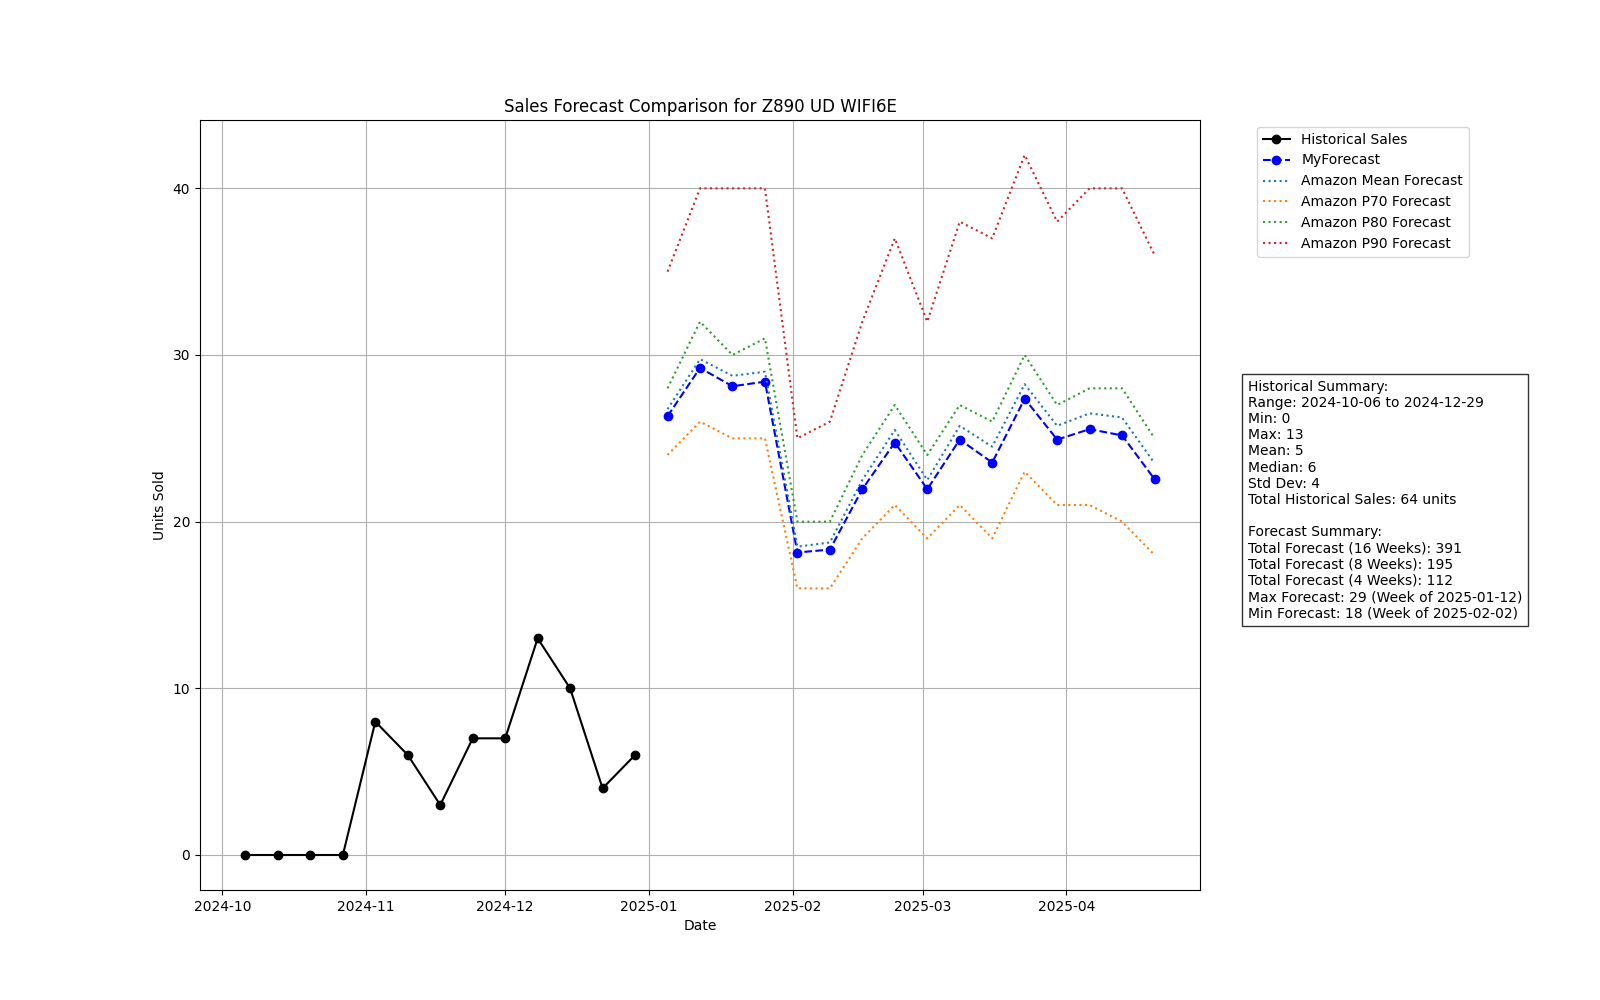 Sales Forecast Comparison for Z890 UD WIFI6E
Historical Sales
MyForecast
Amazon Mean Forecast
Amazon P70 Forecast
Amazon P80 Forecast
Amazon P90 Forecast
40
30
20
10
0
Units Sold
2024-10
2024-11
2024-12
2025-01
2025-02
2025-03
2025-04
Date
Historical Summary:
Range: 2024-10-06 to 2024-12-29
Min: 0
Max: 13
Mean: 5
Median: 6
Std Dev: 4
Total Historical Sales: 64 units
Forecast Summary:
Total Forecast (16 Weeks): 391
Total Forecast (8 Weeks): 195
Total Forecast (4 Weeks): 112
Max Forecast: 29 (Week of 2025-01-12)
Min Forecast: 18 (Week of 2025-02-02)